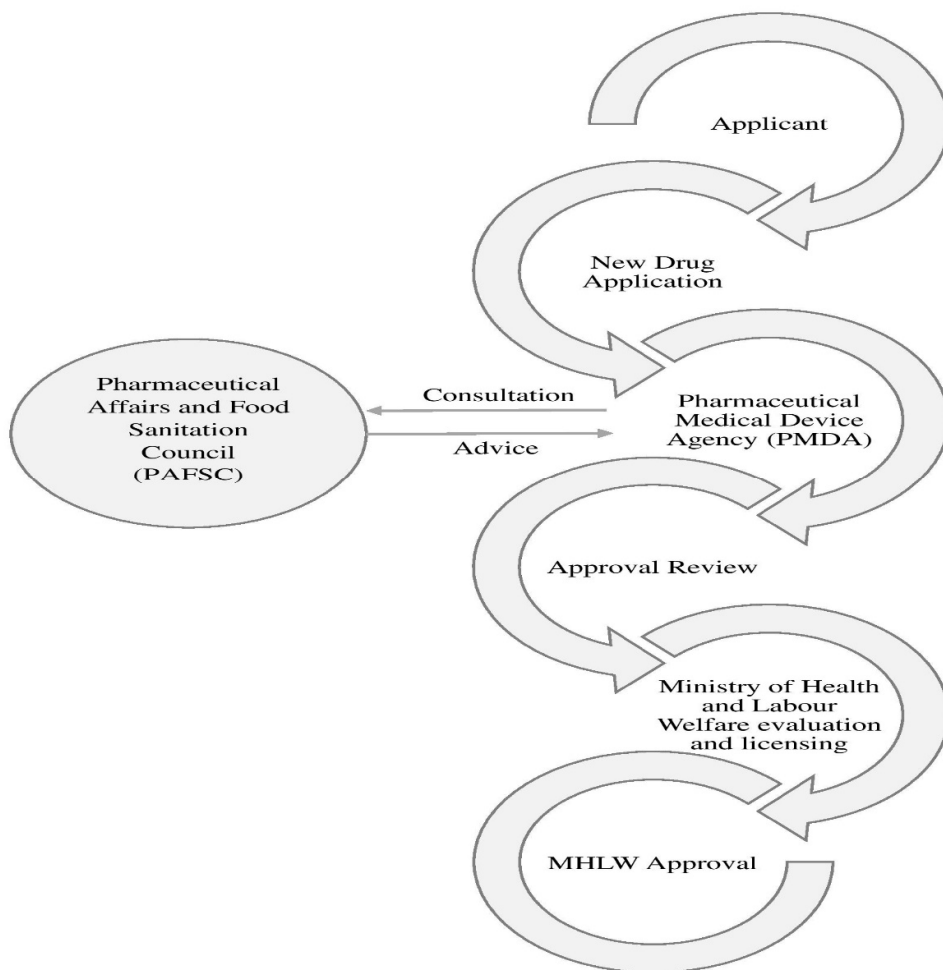 Applicant
New Drug
Application
Pharmaceutical
Affairs and Food
Sanitation
Council
(PAFSC)
Consultation
Advice
Pharmaceutical
Medical Device
Agency (PMDA)
Approval Review
Ministry of Health
and Labour
Welfare evaluation
and licensing
MHLW Approval